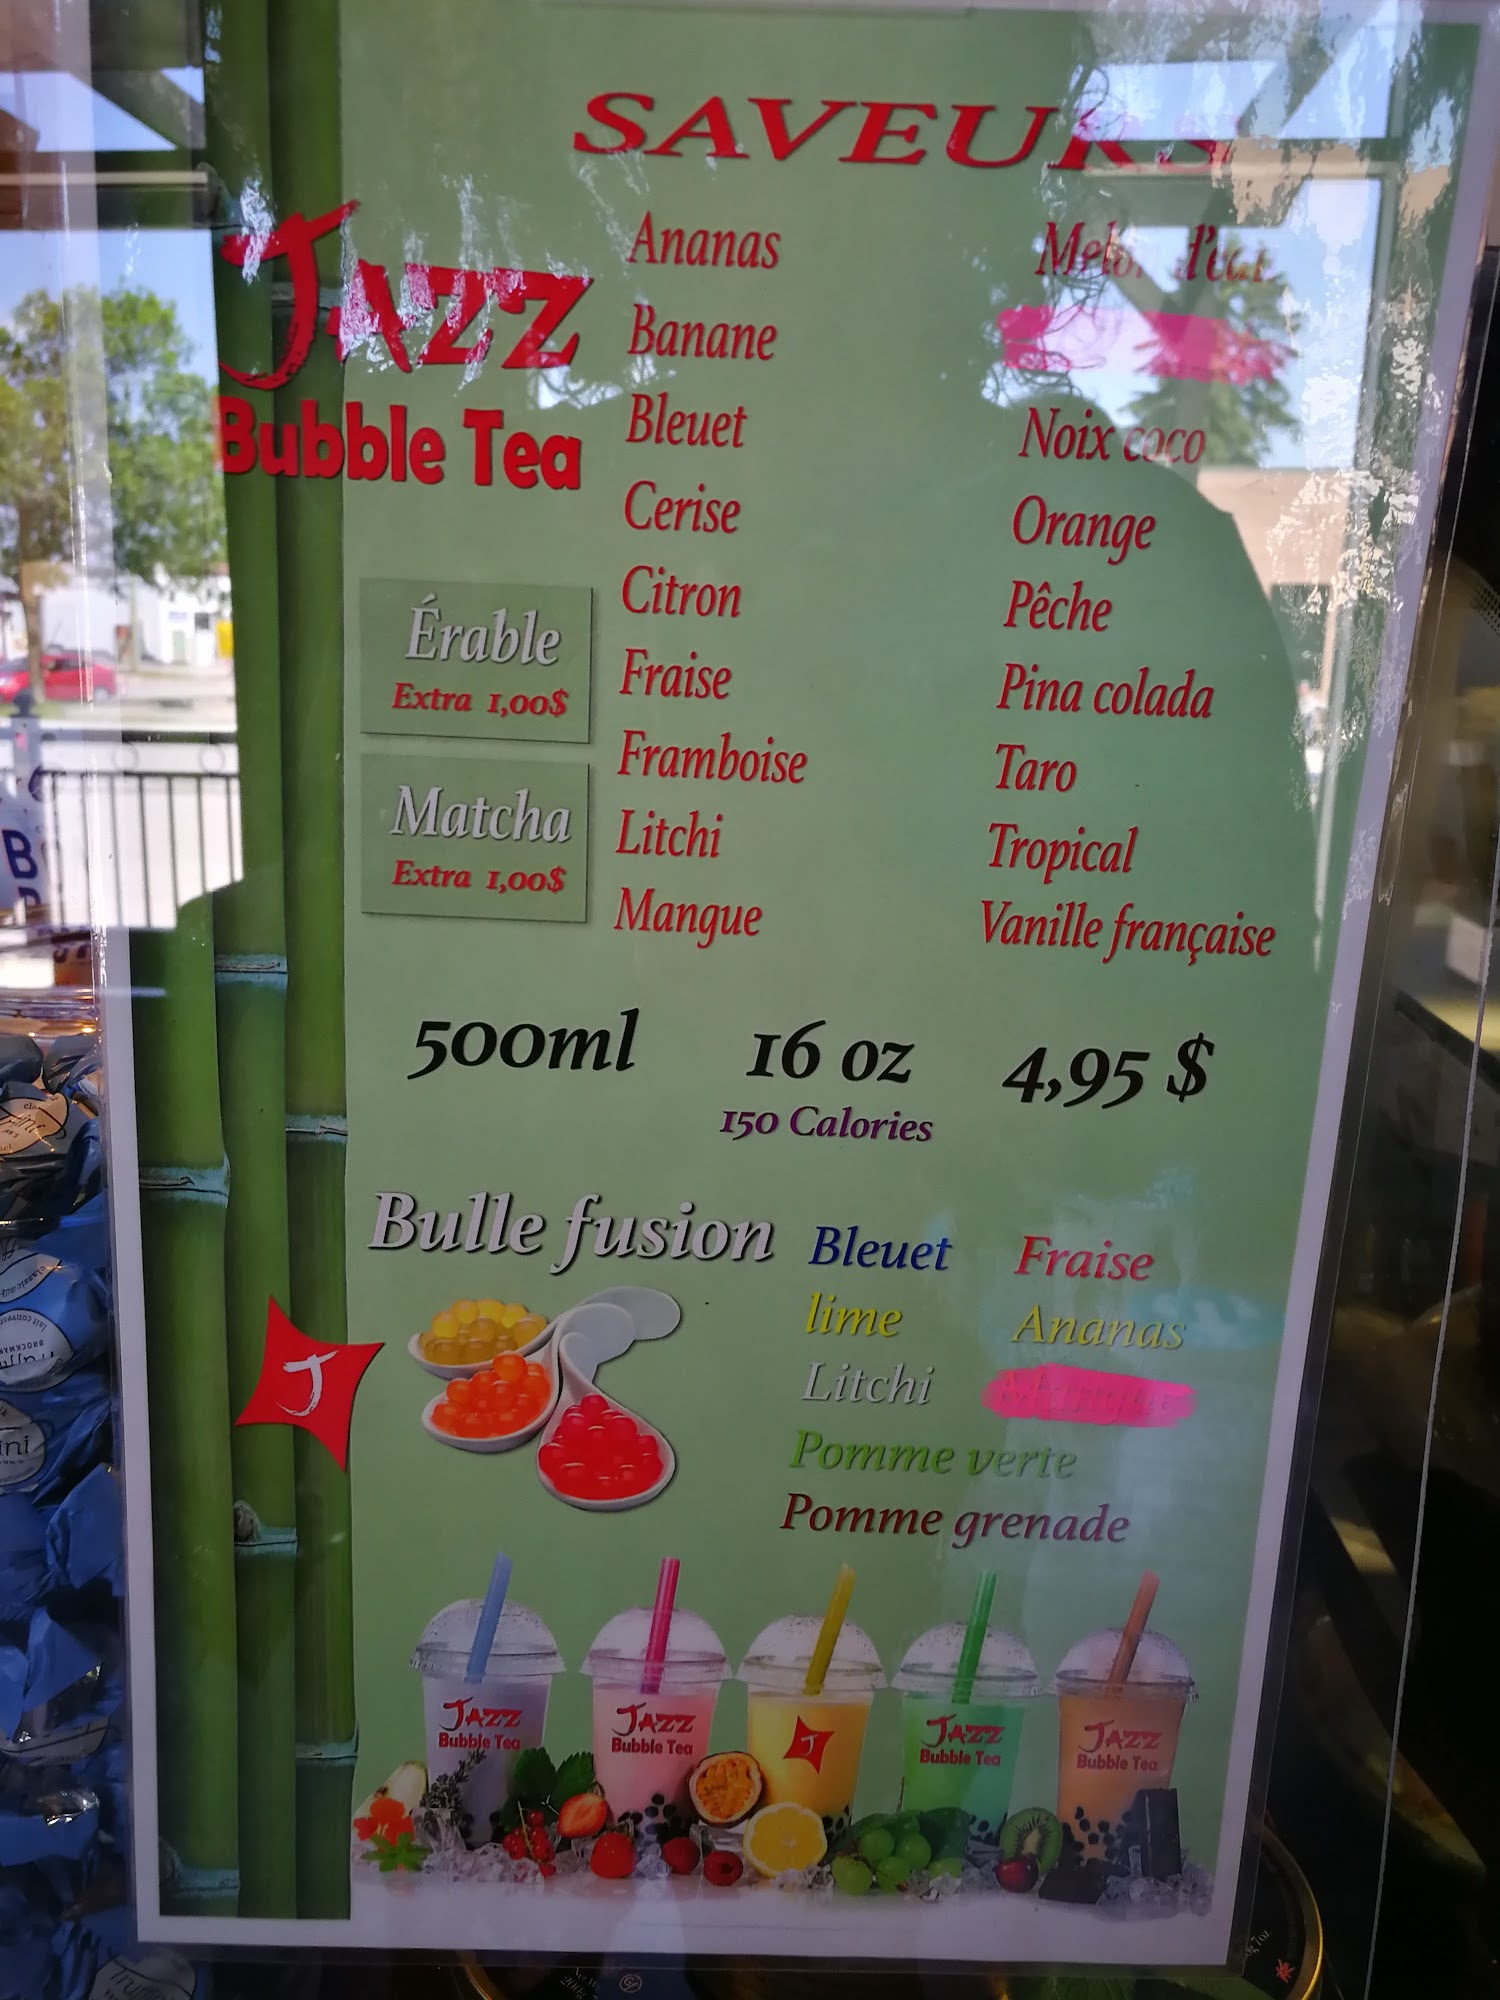 SAVEURS
JAZZ
Bubble Tea
Érable
Extra 1,00$
Matcha
Extra 1,00$
Ananas
Banane
Bleuet
Cerise
Citron
Fraise
Framboise
Litchi
Mangue
Melon d'eau
Noix coco
Orange
Pêche
Pina colada
Taro
Tropical
Vanille française
500ml 16 oz 4,95 $
150 Calories
Bulle fusion
Bleuet Fraise
lime Ananas
Litchi Mangue
Pomme verte
Pomme grenade
J
JAZZ
Bubble Tea
JAZZ
Bubble Tea
J
JAZZ
Bubble Tea
JAZZ
Bubble Tea